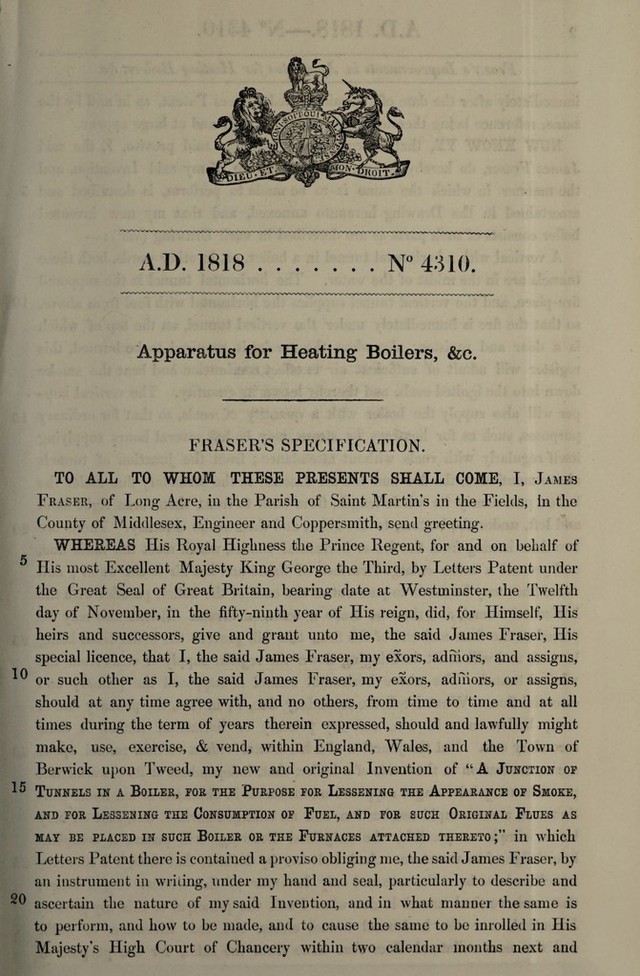 HONI SOIT QUI MAL
DIEU · ET MON · DROIT.
A.D. 1818 . . . . . . . . N° 4310.
Apparatus for Heating Boilers, &c.
FRASER'S SPECIFICATION.
TO ALL TO WHOM THESE PRESENTS SHALL COME, I, JAMES
FRASER, of Long Acre, in the Parish of Saint Martin's in the Fields, in the
County of Middlesex, Engineer and Coppersmith, send greeting.
WHEREAS His Royal Highness the Prince Regent, for and on behalf of
5 His most Excellent Majesty King George the Third, by Letters Patent under
the Great Seal of Great Britain, bearing date at Westminster, the Twelfth
day of November, in the fifty-ninth year of His reign, did, for Himself, His
heirs and successors, give and grant unto me, the said James Fraser, His
special licence, that I, the said James Fraser, my exors, adm̃ors, and assigns,
10 or such other as I, the said James Fraser, my exors, adm̃ors, or assigns,
should at any time agree with, and no others, from time to time and at all
times during the term of years therein expressed, should and lawfully might
make, use, exercise, & vend, within England, Wales, and the Town of
Berwick upon Tweed, my new and original Invention of "A JUNCTION OF
15 TUNNELS IN A BOILER, FOR THE PURPOSE FOR LESSENING THE APPEARANCE OF SMOKE,
AND FOR LESSENING THE CONSUMPTION OF FUEL, AND FOR SUCH ORIGINAL FLUES AS
MAY BE PLACED IN SUCH BOILER OR THE FURNACES ATTACHED THERETO;" in which
Letters Patent there is contained a proviso obliging me, the said James Fraser, by
an instrument in writing, under my hand and seal, particularly to describe and
20 ascertain the nature of my said Invention, and in what manner the same is
to perform, and how to be made, and to cause the same to be inrolled in His
Majesty's High Court of Chancery within two calendar months next and